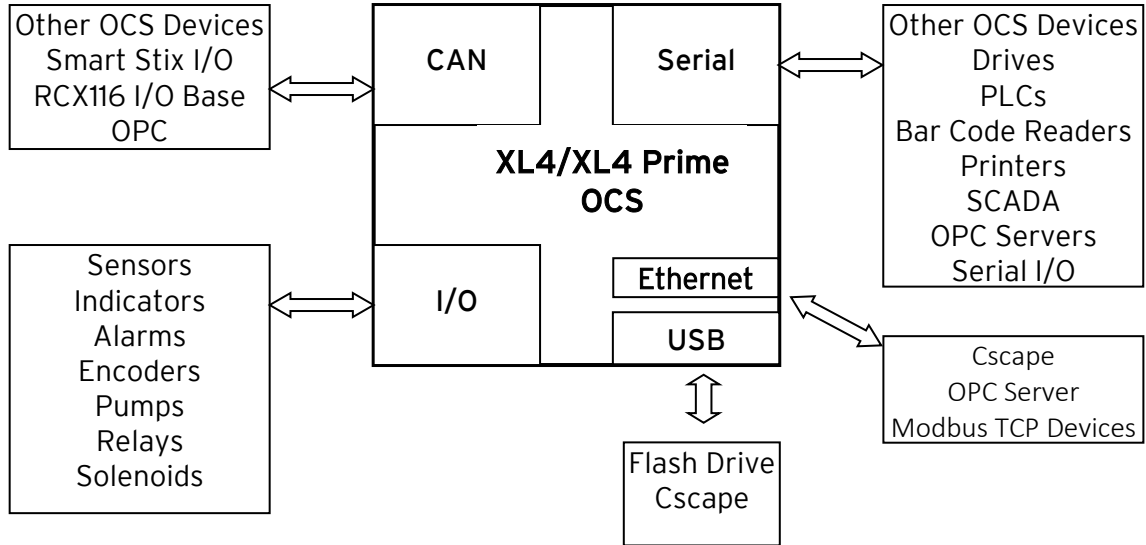 Other OCS Devices
Smart Stix I/O
RCX116 I/O Base
OPC
CAN
Serial
Other OCS Devices
Drives
PLCs
Bar Code Readers
Printers
SCADA
OPC Servers
Serial I/O
XL4/XL4 Prime
OCS
Sensors
Indicators
Alarms
Encoders
Pumps
Relays
Solenoids
I/O
Ethernet
USB
Cscape
OPC Server
Modbus TCP Devices
Flash Drive
Cscape